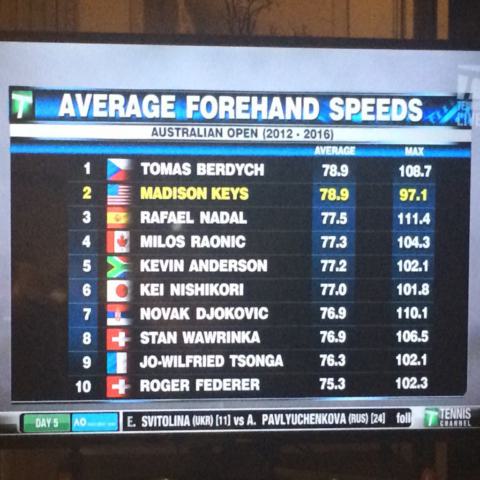 AVERAGE FOREHAND SPEEDS
AUSTRALIAN OPEN (2012 - 2016)
AVERAGE MAX
1 TOMAS BERDYCH 78.9 108.7
2 MADISON KEYS 78.9 97.1
3 RAFAEL NADAL 77.5 111.4
4 MILOS RAONIC 77.3 104.3
5 KEVIN ANDERSON 77.2 102.1
6 KEI NISHIKORI 77.0 101.8
7 NOVAK DJOKOVIC 76.9 110.1
8 STAN WAWRINKA 76.9 106.5
9 JO-WILFRIED TSONGA 76.3 102.1
10 ROGER FEDERER 75.3 102.3
DAY 5 AO E. SVITOLINA (UKR) [11] vs A. PAVLYUCHENKOVA (RUS) [24] foll TENNIS CHANNEL